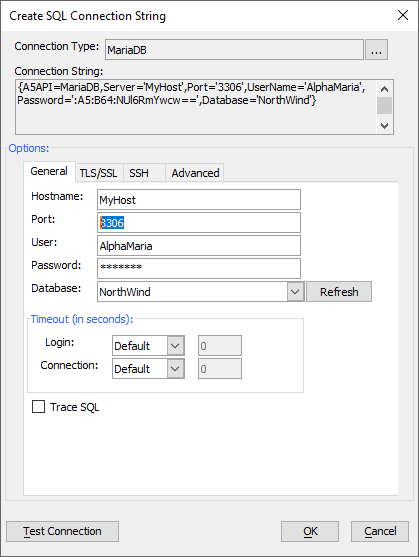 Create SQL Connection String
Connection Type: MariaDB ...
Connection String:
{A5API=MariaDB,Server='MyHost',Port='3306',UserName='AlphaMaria',
Password=':A5:B64:NUl6RmYwcw==',Database='NorthWind'}
Options:
General TLS/SSL SSH Advanced
Hostname: MyHost
Port: 3306
User: AlphaMaria
Password: *******
Database: NorthWind Refresh
Timeout (in seconds):
Login: Default 0
Connection: Default 0
Trace SQL
Test Connection OK Cancel